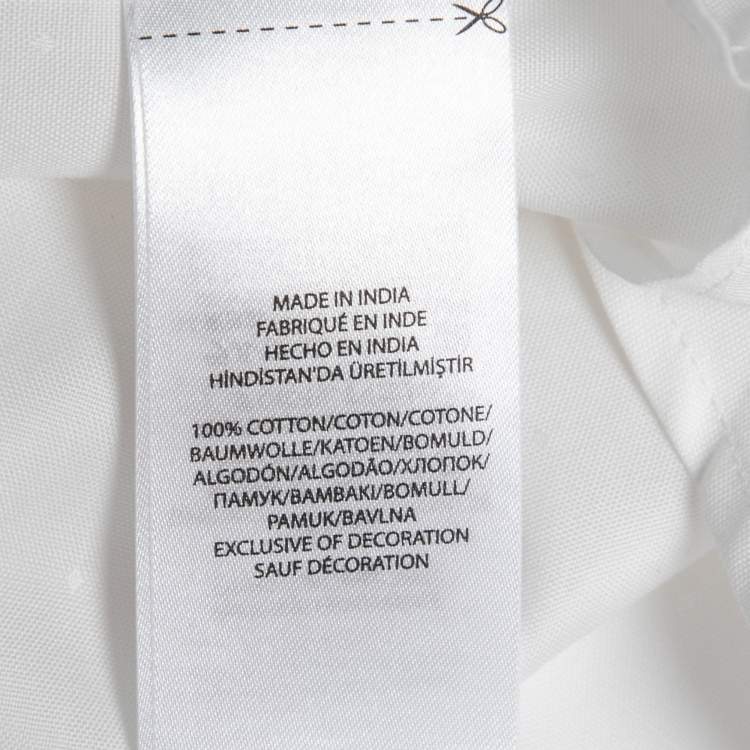 MADE IN INDIA
FABRIQUÉ EN INDE
HECHO EN INDIA
HİNDİSTAN'DA ÜRETİLMİŞTİR
100% COTTON/COTON/COTONE/
BAUMWOLLE/KATOEN/BOMULD/
ALGODÓN/ALGODÃO/ХЛОПОК/
ПАМУК/BAMBAKI/BOMULL/
PAMUK/BAVLNA
EXCLUSIVE OF DECORATION
SAUF DÉCORATION